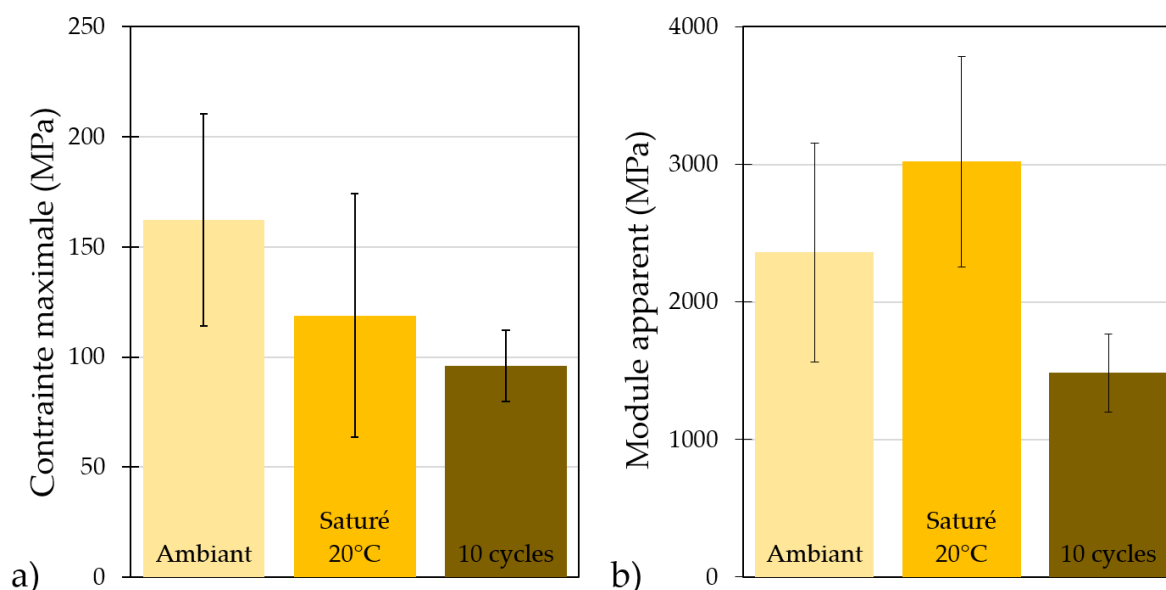 Contrainte maximale (MPa)
250
200
150
100
50
0
Ambiant
Saturé
20°C
10 cycles
a)
Module apparent (MPa)
4000
3000
2000
1000
0
Ambiant
Saturé
20°C
10 cycles
b)